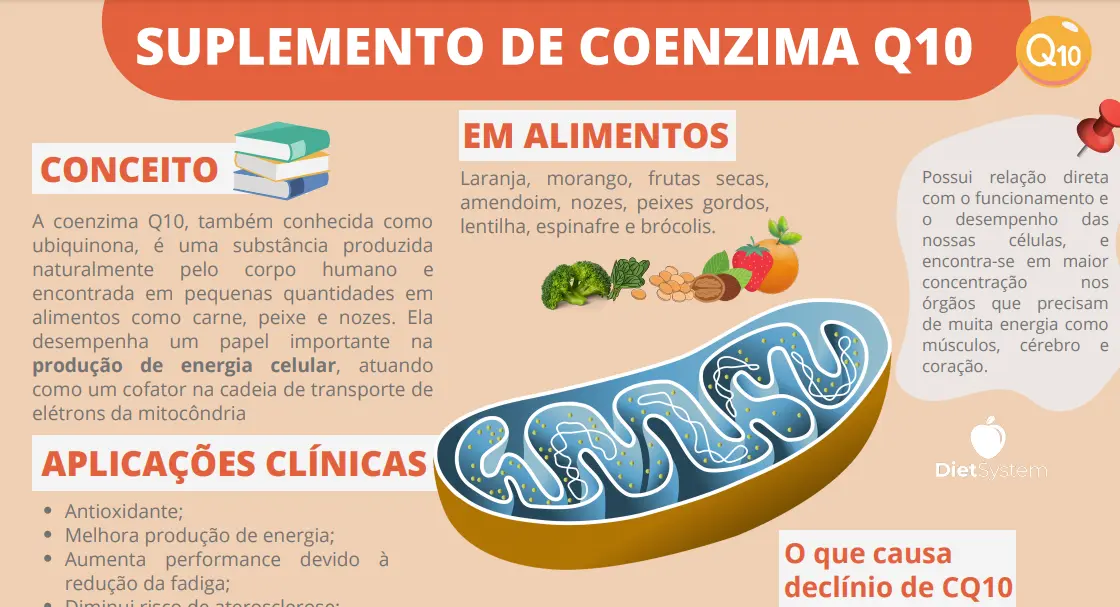 SUPLEMENTO DE COENZIMA Q10
Q10
CONCEITO
A coenzima Q10, também conhecida como
ubiquinona, é uma substância produzida
naturalmente pelo corpo humano e
encontrada em pequenas quantidades em
alimentos como carne, peixe e nozes. Ela
desempenha um papel importante na
produção de energia celular, atuando
como um cofator na cadeia de transporte de
elétrons da mitocôndria
APLICAÇÕES CLÍNICAS
Antioxidante;
Melhora produção de energia;
Aumenta performance devido à
redução da fadiga;
Diminui risco de aterosclerose;
EM ALIMENTOS
Laranja, morango, frutas secas,
amendoim, nozes, peixes gordos,
lentilha, espinafre e brócolis.
Possui relação direta
com o funcionamento e
o desempenho das
nossas células, e
encontra-se em maior
concentração nos
órgãos que precisam
de muita energia como
músculos, cérebro e
coração.
DietSystem
O que causa
declínio de CQ10